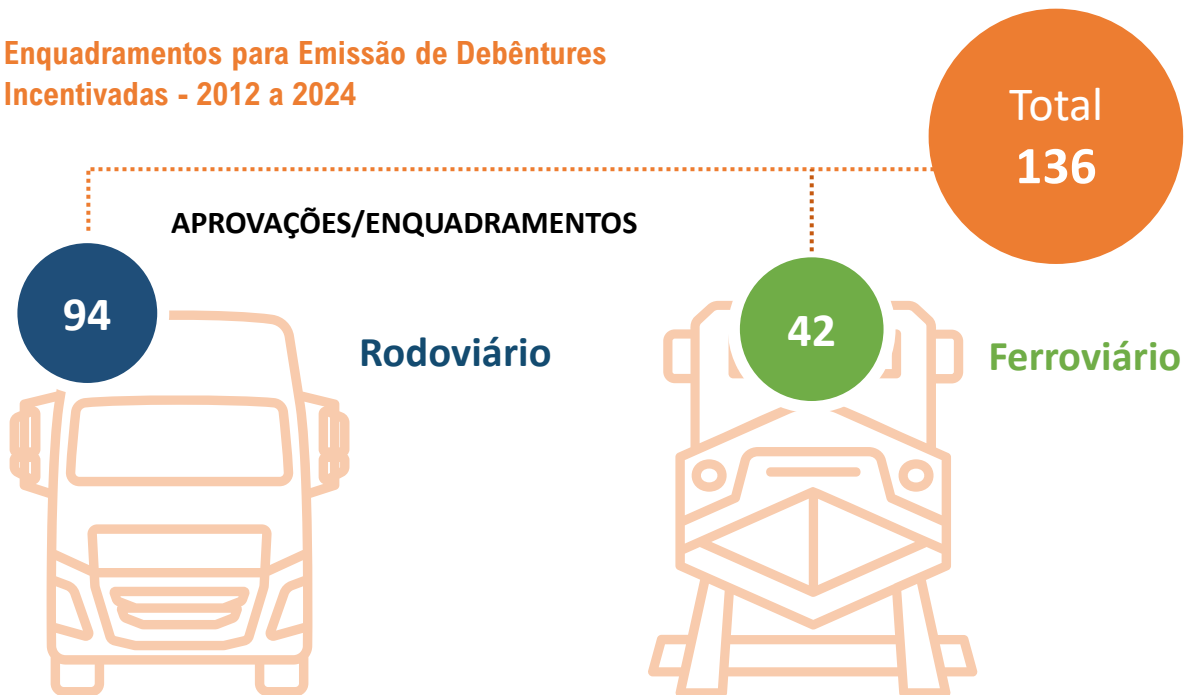 Enquadramentos para Emissão de Debêntures
Incentivadas - 2012 a 2024
Total
136
APROVAÇÕES/ENQUADRAMENTOS
94
Rodoviário
42
Ferroviário